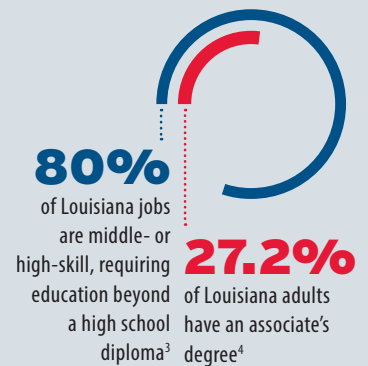 80%
of Louisiana jobs
are middle- or
high-skill, requiring
education beyond
a high school
diploma³
27.2%
of Louisiana adults
have an associate’s
degree⁴